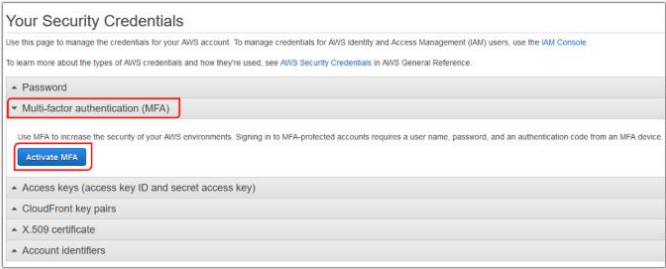 Your Security Credentials
Use this page to manage the credentials for your AWS account. To manage credentials for AWS Identity and Access Management (IAM) users, use the IAM Console
To learn more about the types of AWS credentials and how they're used, see AWS Security Credentials in AWS General Reference.
Password
Multi-factor authentication (MFA)
Use MFA to increase the security of your AWS environments. Signing in to MFA-protected accounts requires a user name, password, and an authentication code from an MFA device.
Activate MFA
Access keys (access key ID and secret access key)
CloudFront key pairs
X.509 certificate
Account identifiers